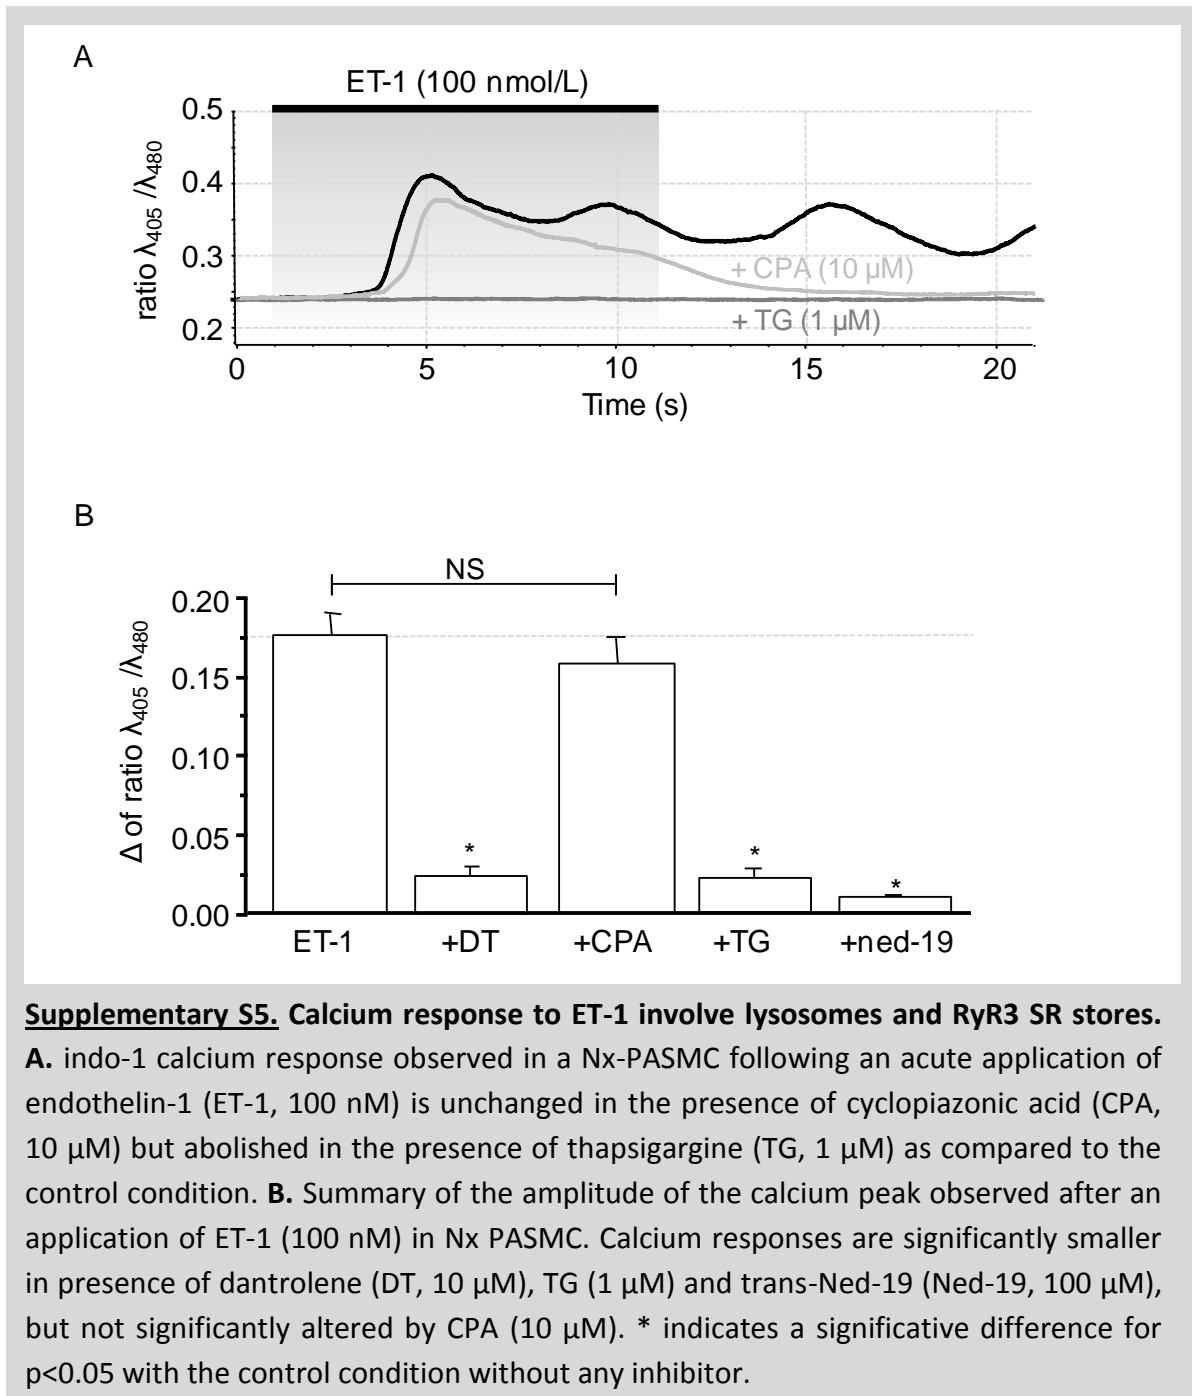 A
ET-1 (100 nmol/L)
0.5
0.4
0.3
0.2
ratio λ405 /λ480
+ CPA (10 µM)
+ TG (1 µM)
0 5 10 15 20
Time (s)
B
NS
0.20
0.15
0.10
0.05
0.00
Δ of ratio λ405 /λ480
* * *
ET-1 +DT +CPA +TG +ned-19
Supplementary S5. Calcium response to ET-1 involve lysosomes and RyR3 SR stores.
A. indo-1 calcium response observed in a Nx-PASMC following an acute application of
endothelin-1 (ET-1, 100 nM) is unchanged in the presence of cyclopiazonic acid (CPA,
10 µM) but abolished in the presence of thapsigargine (TG, 1 µM) as compared to the
control condition. B. Summary of the amplitude of the calcium peak observed after an
application of ET-1 (100 nM) in Nx PASMC. Calcium responses are significantly smaller
in presence of dantrolene (DT, 10 µM), TG (1 µM) and trans-Ned-19 (Ned-19, 100 µM),
but not significantly altered by CPA (10 µM). * indicates a significative difference for
p<0.05 with the control condition without any inhibitor.